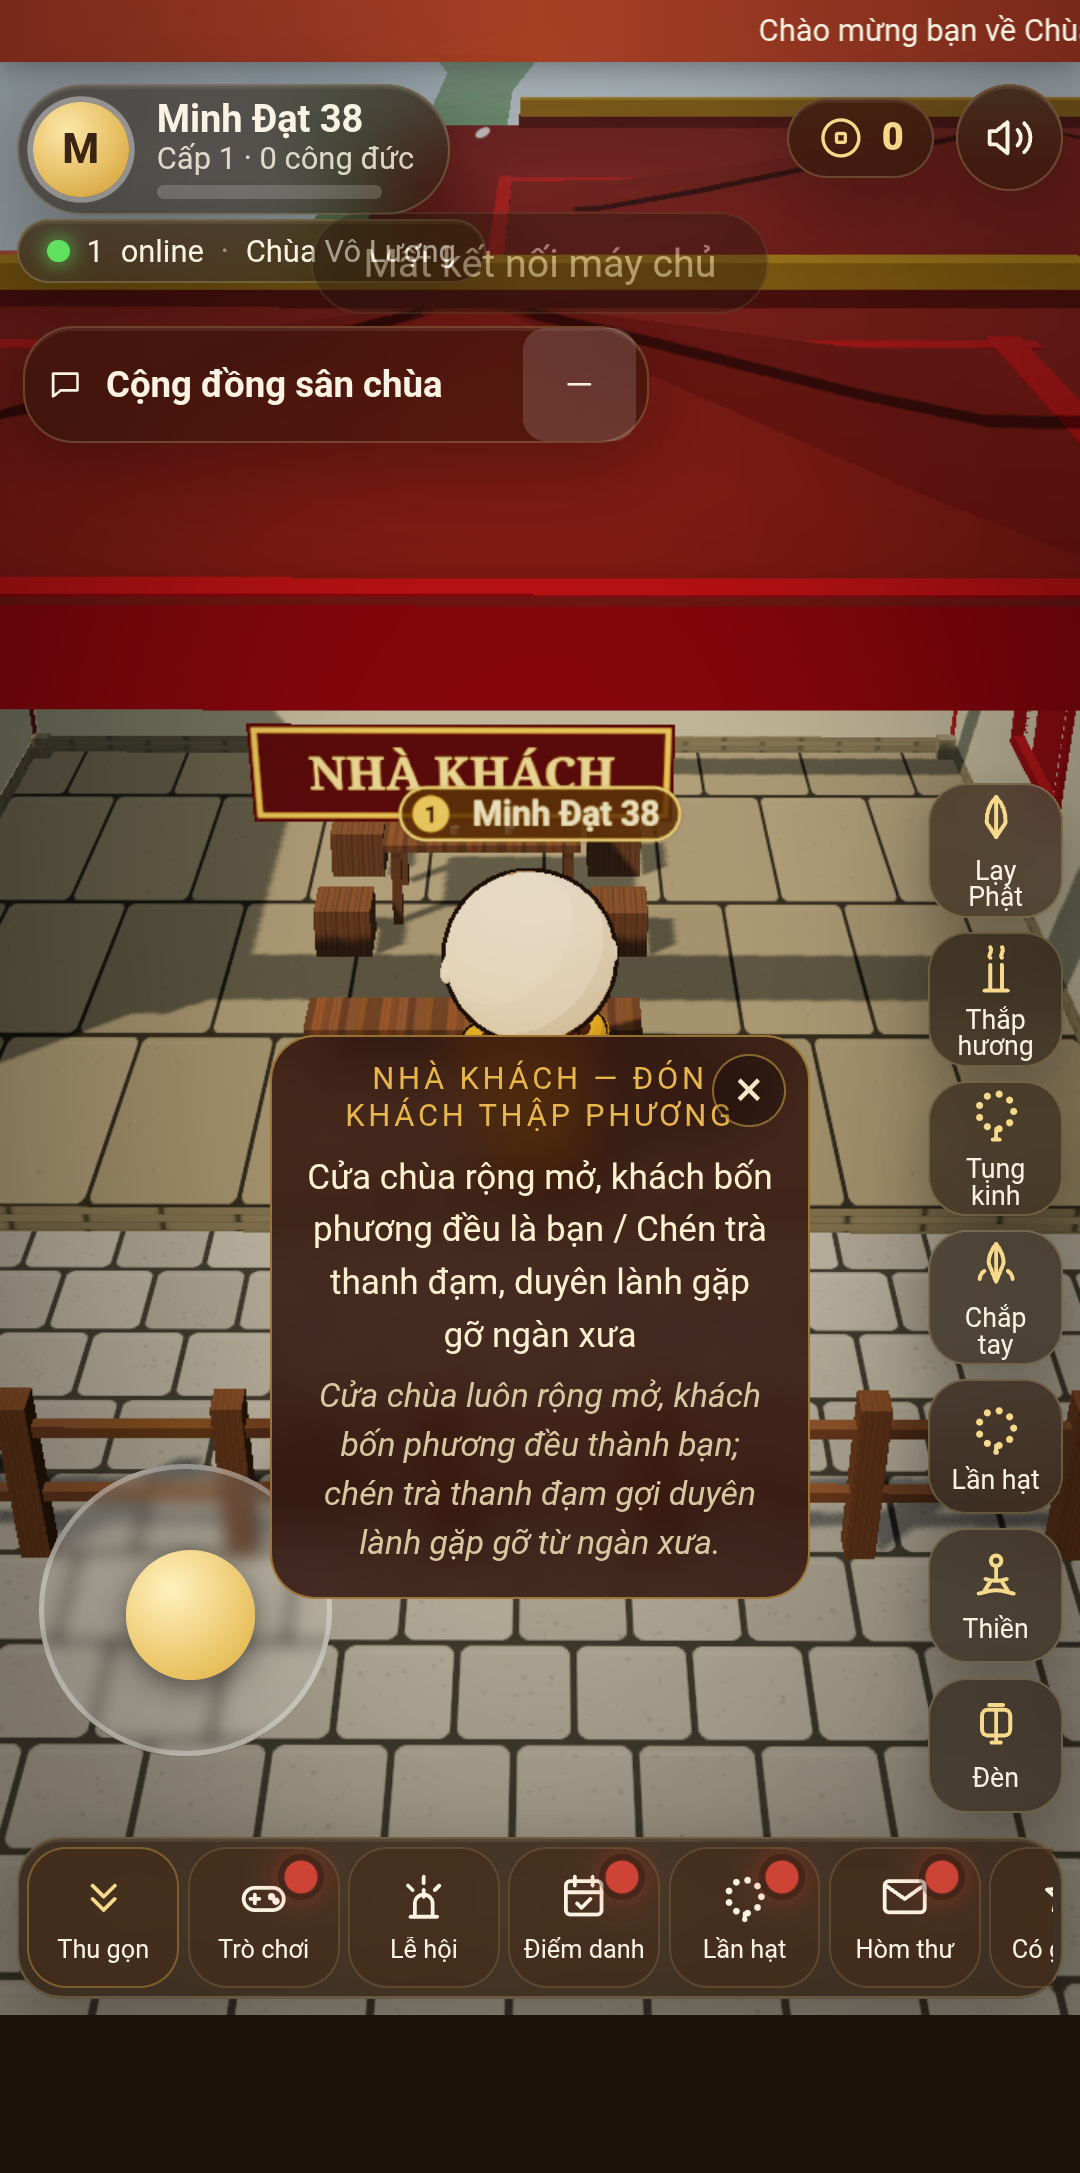 Chào mừng bạn về
M
Minh Đạt 38
Cấp 1 · 0 công đức
0
1 online · Chùa Vô Lượng
Mất kết nối máy chủ
Cộng đồng sân chùa
NHÀ KHÁCH
1 Minh Đạt 38
Lạy
Phật
Thắp
hương
Tụng
kinh
Chắp
tay
Lần hạt
Thiền
Đèn
NHÀ KHÁCH — ĐÓN
KHÁCH THẬP PHƯƠNG
Cửa chùa rộng mở, khách bốn
phương đều là bạn / Chén trà
thanh đạm, duyên lành gặp
gỡ ngàn xưa
Cửa chùa luôn rộng mở, khách
bốn phương đều thành bạn;
chén trà thanh đạm gợi duyên
lành gặp gỡ từ ngàn xưa.
Thu gọn
Trò chơi
Lễ hội
Điểm danh
Lần hạt
Hòm thư
Có